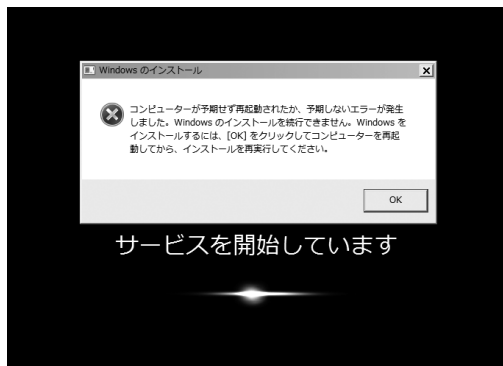 Windows のインストール
コンピューターが予期せず再起動されたか、予期しないエラーが発生
しました。Windows のインストールを続行できません。Windows を
インストールするには、[OK] をクリックしてコンピューターを再起
動してから、インストールを再実行してください。
OK
サービスを開始しています